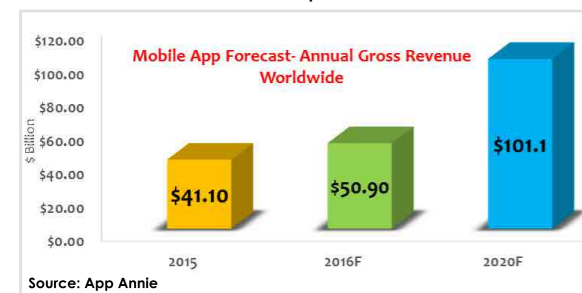 Mobile App Forecast- Annual Gross Revenue
Worldwide
$ Billion
$120.00
$100.00
$80.00
$60.00
$40.00
$20.00
$0.00
$41.10
$50.90
$101.1
2015
2016F
2020F
Source: App Annie